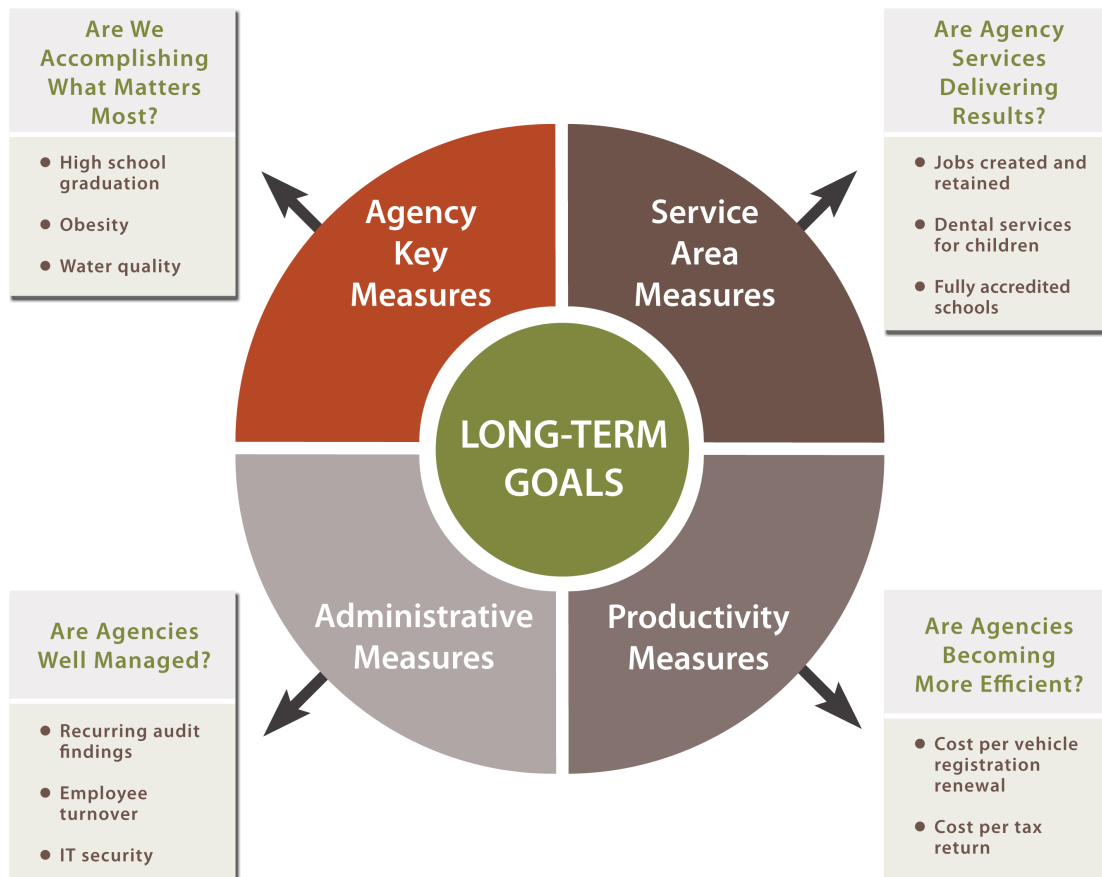 Are We
Accomplishing
What Matters
Most?
● High school
graduation
● Obesity
● Water quality
Are Agency
Services
Delivering
Results?
● Jobs created and
retained
● Dental services
for children
● Fully accredited
schools
Agency
Key
Measures
Service
Area
Measures
LONG-TERM
GOALS
Administrative
Measures
Productivity
Measures
Are Agencies
Well Managed?
● Recurring audit
findings
● Employee
turnover
● IT security
Are Agencies
Becoming
More Efficient?
● Cost per vehicle
registration
renewal
● Cost per tax
return